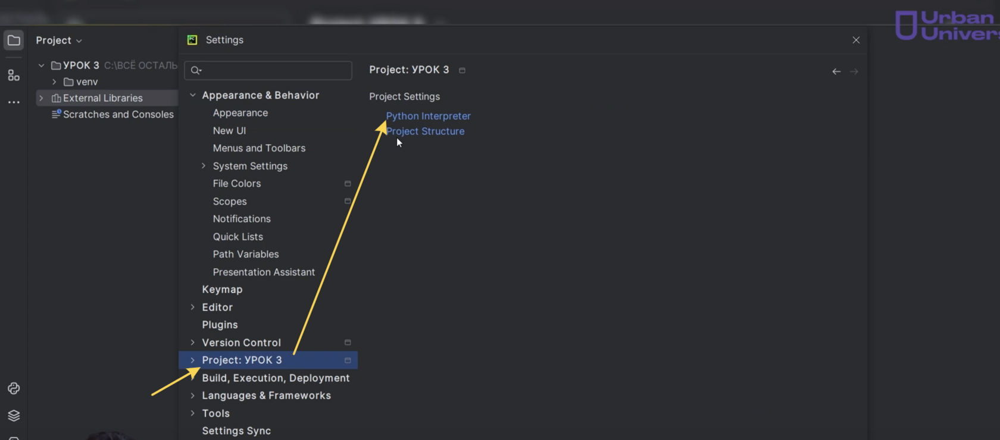 Urban
Univers
Project
УРОК 3 C:\ВСЁ ОСТАЛЬ
venv
External Libraries
Scratches and Consoles
PC
Settings
Appearance & Behavior
Appearance
New UI
Menus and Toolbars
System Settings
File Colors
Scopes
Notifications
Quick Lists
Path Variables
Presentation Assistant
Keymap
Editor
Plugins
Version Control
Project: УРОК 3
Build, Execution, Deployment
Languages & Frameworks
Tools
Settings Sync
Project: УРОК 3
Project Settings
Python Interpreter
Project Structure